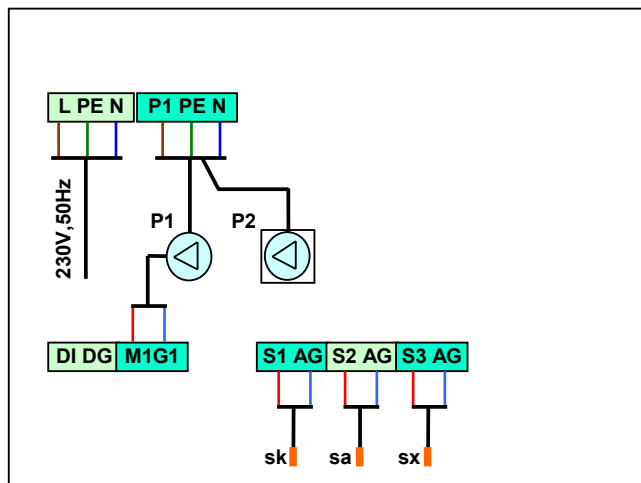 L PE N P1 PE N
230V,50Hz
P1 P2
DI DG M1G1 S1 AG S2 AG S3 AG
sk sa sx